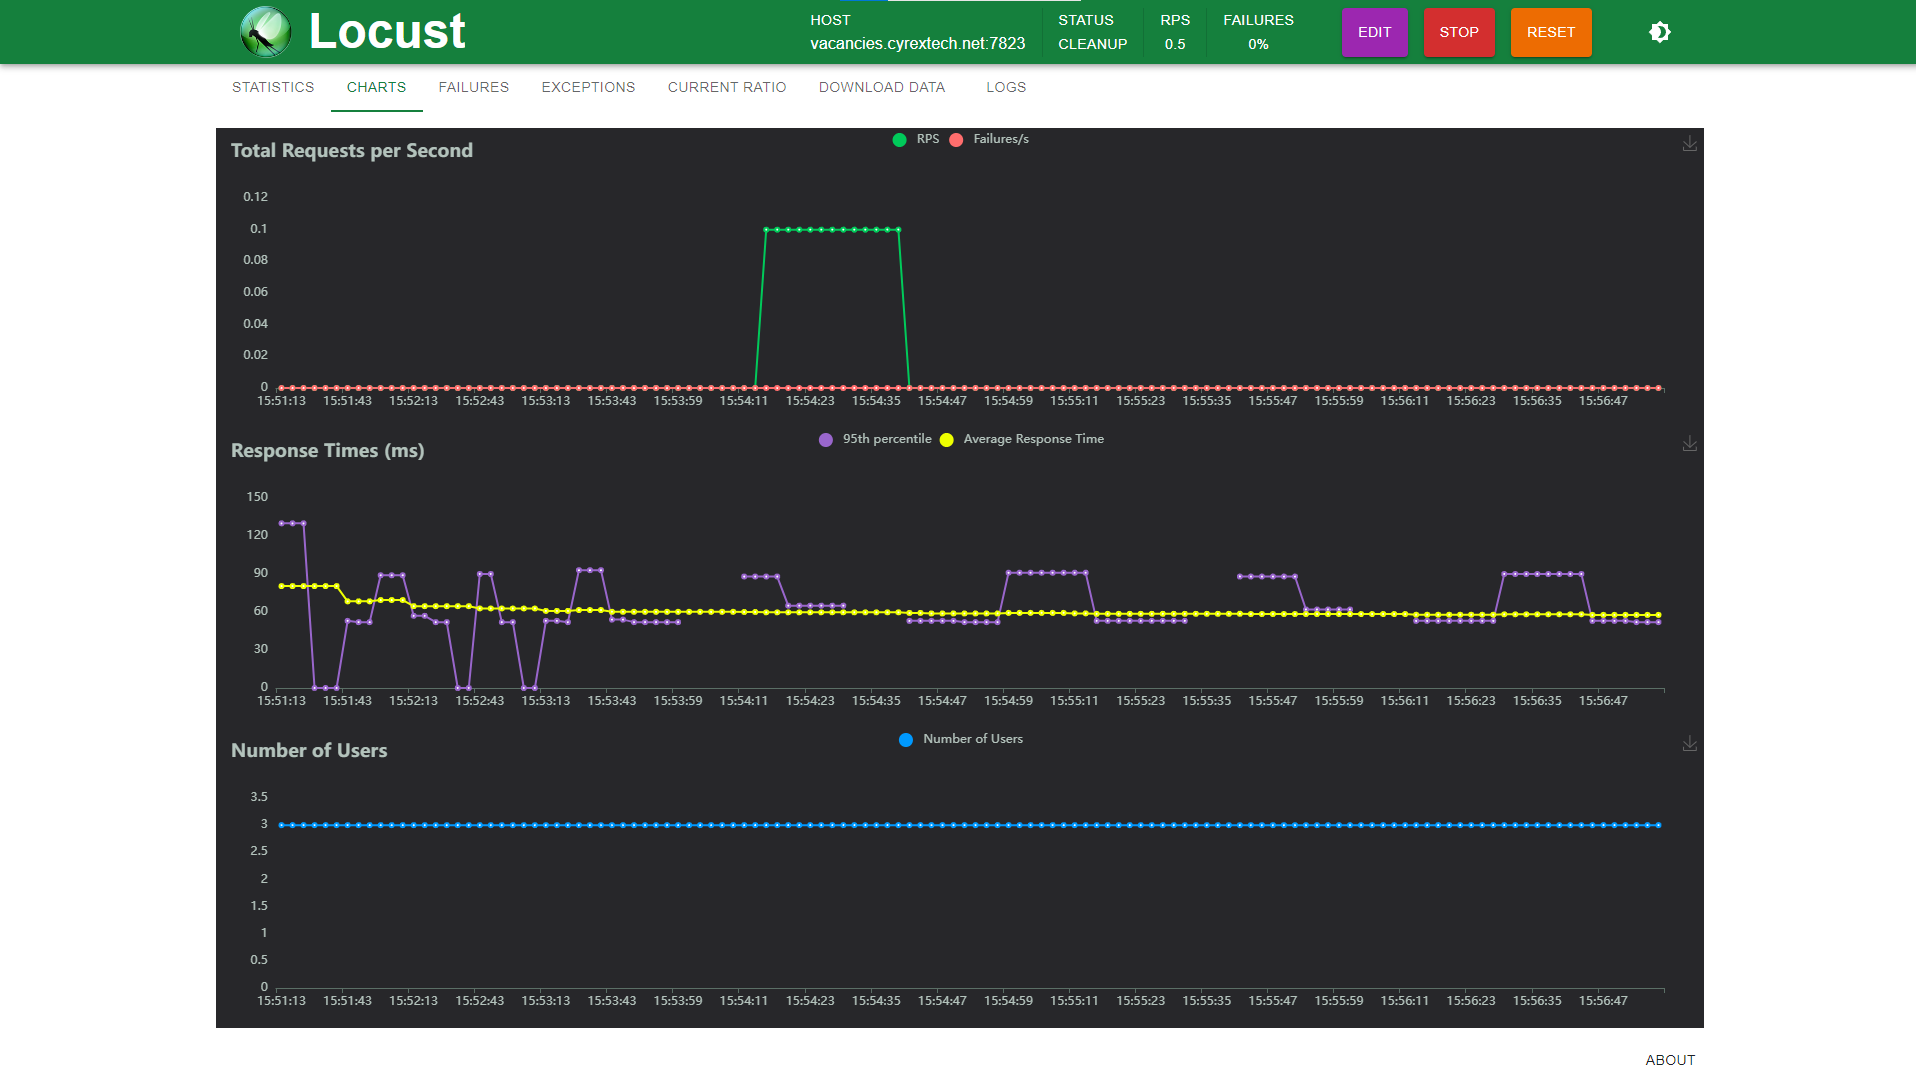 Locust
HOST
vacancies.cyrextech.net:7823
STATUS
CLEANUP
RPS
0.5
FAILURES
0%
EDIT
STOP
RESET
STATISTICS CHARTS FAILURES EXCEPTIONS CURRENT RATIO DOWNLOAD DATA LOGS
Total Requests per Second
RPS Failures/s
0.12
0.1
0.08
0.06
0.04
0.02
0
15:51:13 15:51:43 15:52:13 15:52:43 15:53:13 15:53:43 15:53:59 15:54:11 15:54:23 15:54:35 15:54:47 15:54:59 15:55:11 15:55:23 15:55:35 15:55:47 15:55:59 15:56:11 15:56:23 15:56:35 15:56:47
Response Times (ms)
95th percentile Average Response Time
150
120
90
60
30
0
15:51:13 15:51:43 15:52:13 15:52:43 15:53:13 15:53:43 15:53:59 15:54:11 15:54:23 15:54:35 15:54:47 15:54:59 15:55:11 15:55:23 15:55:35 15:55:47 15:55:59 15:56:11 15:56:23 15:56:35 15:56:47
Number of Users
Number of Users
3.5
3
2.5
2
1.5
1
0.5
0
15:51:13 15:51:43 15:52:13 15:52:43 15:53:13 15:53:43 15:53:59 15:54:11 15:54:23 15:54:35 15:54:47 15:54:59 15:55:11 15:55:23 15:55:35 15:55:47 15:55:59 15:56:11 15:56:23 15:56:35 15:56:47
ABOUT